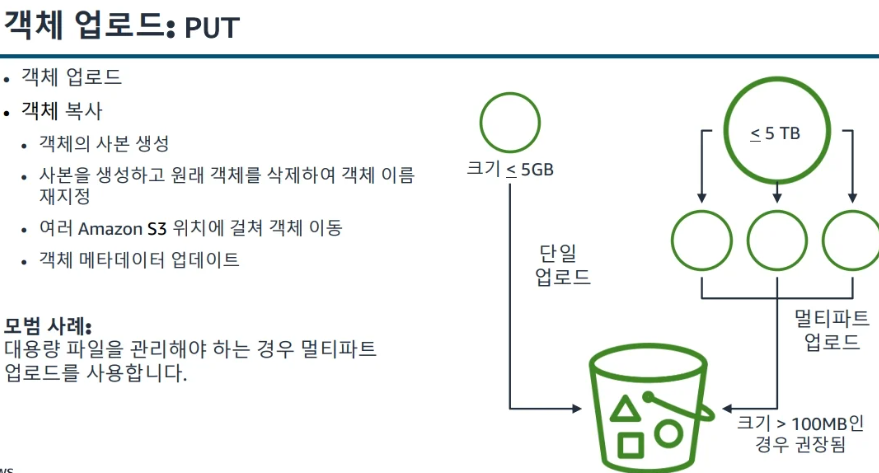 객체 업로드: PUT
• 객체 업로드
• 객체 복사
• 객체의 사본 생성
• 사본을 생성하고 원래 객체를 삭제하여 객체 이름
재지정
• 여러 Amazon S3 위치에 걸쳐 객체 이동
• 객체 메타데이터 업데이트
모범 사례:
대용량 파일을 관리해야 하는 경우 멀티파트
업로드를 사용합니다.
크기 ≤ 5GB
단일
업로드
≤ 5 TB
멀티파트
업로드
크기 > 100MB인
경우 권장됨